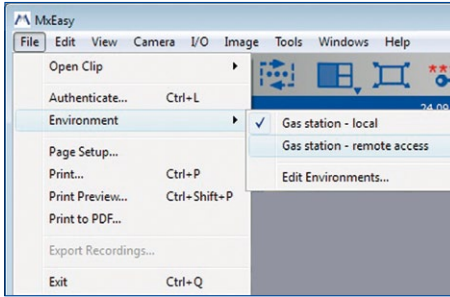 MxEasy
File Edit View Camera I/O Image Tools Windows Help
Open Clip
Authenticate... Ctrl+L
Environment
Gas station - local
Gas station - remote access
Edit Environments...
Page Setup...
Print... Ctrl+P
Print Preview... Ctrl+Shift+P
Print to PDF...
Export Recordings...
Exit Ctrl+Q